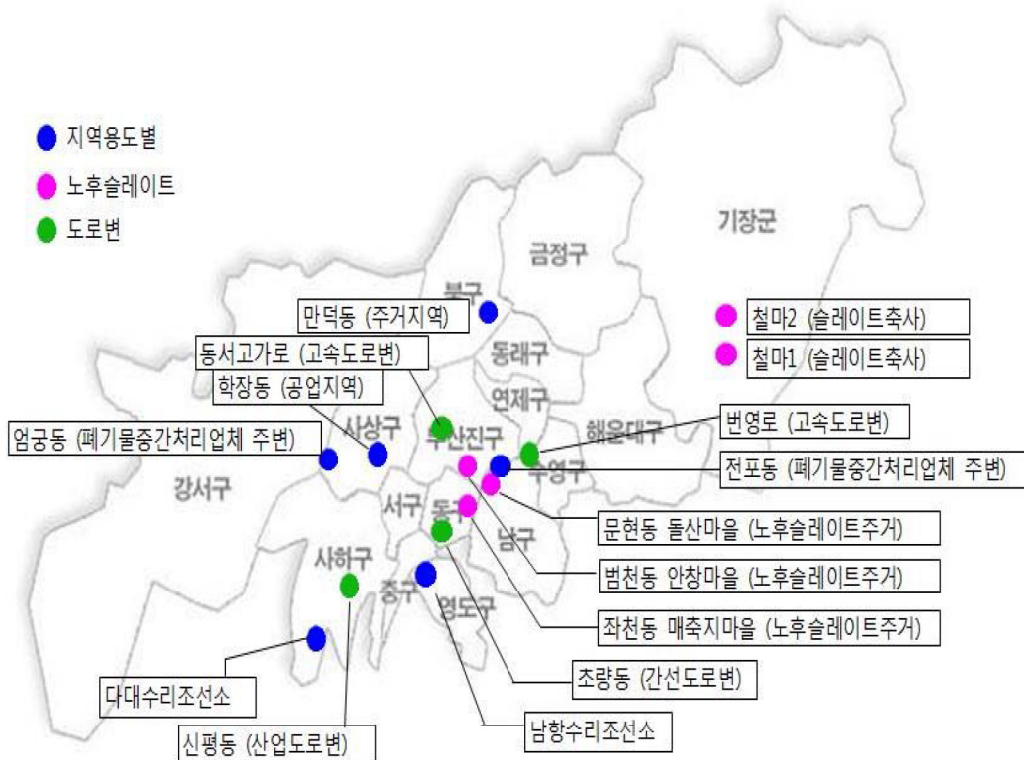 지역용도별
노후슬레이트
도로변
기장군
금정구
북구
만덕동 (주거지역)
철마2 (슬레이트축사)
동서고가로 (고속도로변)
동래구
철마1 (슬레이트축사)
학장동 (공업지역)
연제구
번영로 (고속도로변)
엄궁동 (폐기물중간처리업체 주변)
사상구
부산진구
해운대구
수영구
전포동 (폐기물중간처리업체 주변)
강서구
서구
동구
남구
문현동 돌산마을 (노후슬레이트주거)
사하구
범천동 안창마을 (노후슬레이트주거)
중구
영도구
좌천동 매축지마을 (노후슬레이트주거)
초량동 (간선도로변)
다대수리조선소
남항수리조선소
신평동 (산업도로변)